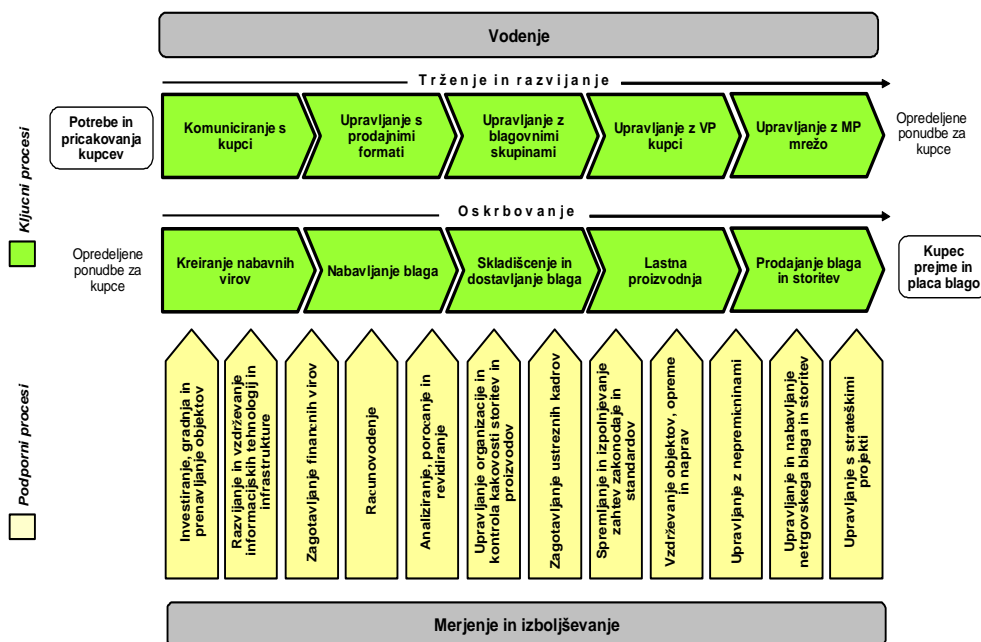 Vodenje
Trženje in razvijanje
Potrebe in
pricakovanja
kupcev
Komuniciranje s
kupci
Upravljanje s
prodajnimi
formati
Upravljanje z
blagovnimi
skupinami
Upravljanje z VP
kupci
Upravljanje z MP
mrežo
Opredeljene
ponudbe za
kupce
Kljucni procesi
Oskrbovanje
Opredeljene
ponudbe za
kupce
Kreiranje nabavnih
virov
Nabavljanje blaga
Skladišcenje in
dostavljanje blaga
Lastna
proizvodnja
Prodajanje blaga
in storitev
Kupec
prejme in
placa blago
Podporni procesi
Investiranje, gradnja in
prenavljanje objektov
Razvijanje in vzdrževanje
informacijskih tehnologij in
infrastrukture
Zagotavljanje financnih virov
Racunovodenje
Analiziranje, porocanje in
revidiranje
Upravljanje organizacije in
kontrola kakovosti storitev in
proizvodov
Zagotavljanje ustreznih kadrov
Spremljanje in izpolnjevanje
zahtev zakonodaje in
standardov
Vzdrževanje objektov, opreme
in naprav
Upravljanje z nepremicninami
Upravljanje in nabavljanje
netrgovskega blaga in storitev
Upravljanje s strateškimi
projekti
Merjenje in izboljševanje